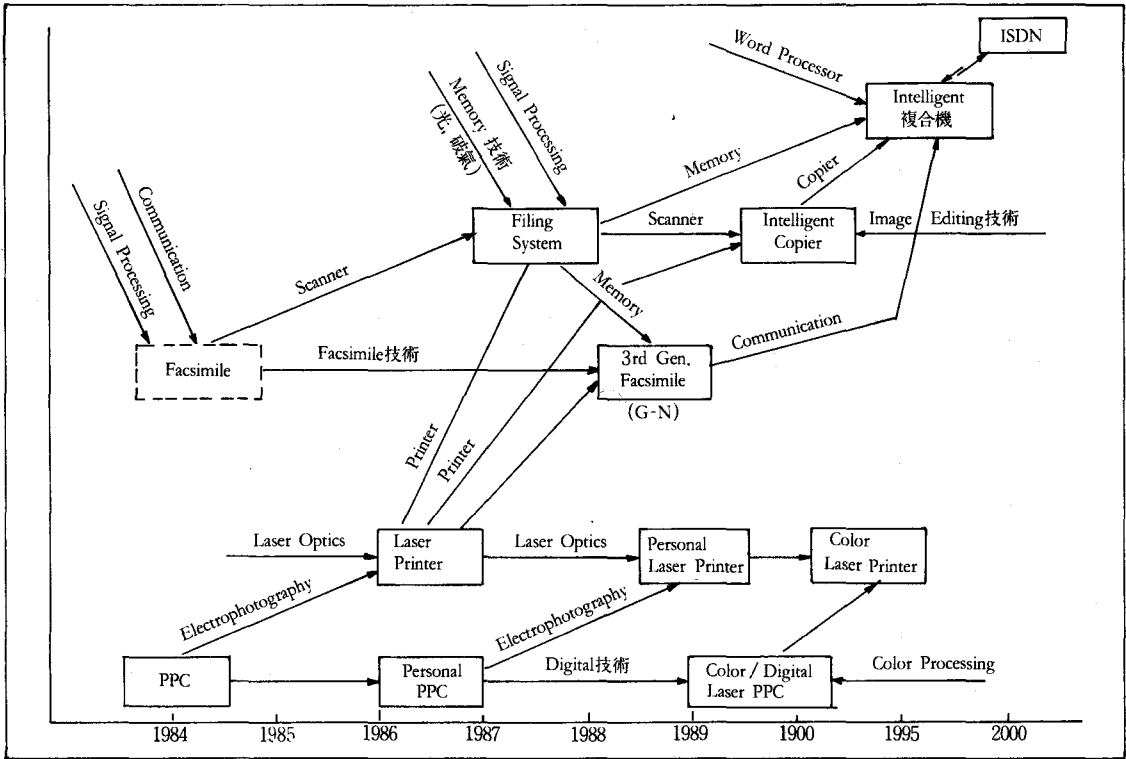 ISDN
Word Processor
Intelligent
複合機
Signal Processing
Memory 技術
(光, 破氣)
Memory
Copier
Signal Processing
Communication
Filing
System
Scanner
Intelligent
Copier
Image Editing技術
Scanner
Memory
Communication
Facsimile
Facsimile技術
3rd Gen.
Facsimile
(G-N)
Printer
Printer
Laser Optics
Laser
Printer
Laser Optics
Personal
Laser Printer
Color
Laser Printer
Electrophotography
Electrophotography
PPC
Personal
PPC
Digital技術
Color / Digital
Laser PPC
Color Processing
1984 1985 1986 1987 1988 1989 1900 1995 2000